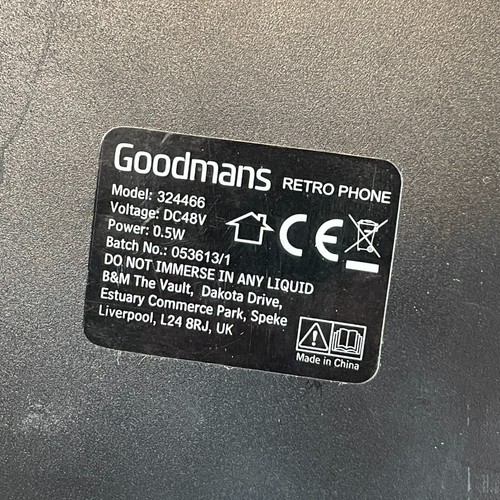 Goodmans RETRO PHONE
Model: 324466
Voltage: DC48V
Power: 0.5W
Batch No.: 053613/1
DO NOT IMMERSE IN ANY LIQUID
B&M The Vault, Dakota Drive,
Estuary Commerce Park, Speke
Liverpool, L24 8RJ, UK
CE
Made in China